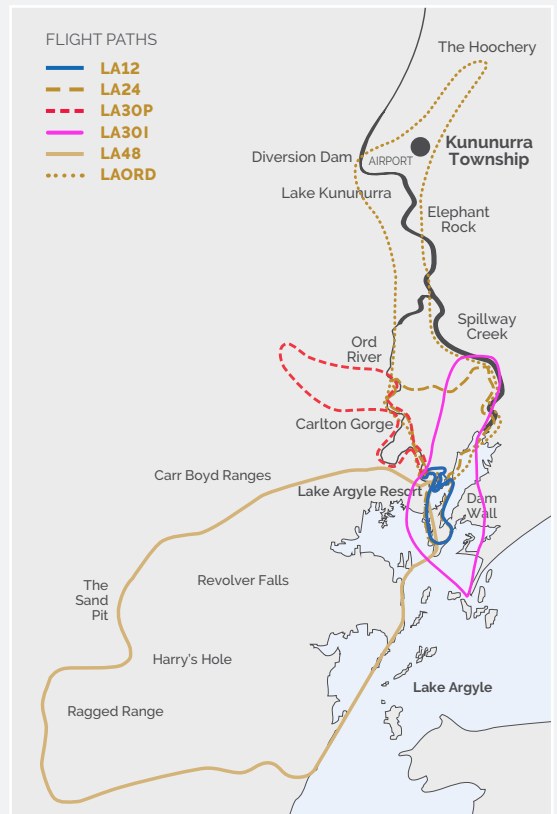 FLIGHT PATHS
LA12
LA24
LA30P
LA30I
LA48
LAORD
The Hoochery
Kununurra
Township
Diversion Dam
AIRPORT
Lake Kununurra
Elephant
Rock
Spillway
Creek
Ord
River
Carlton Gorge
Carr Boyd Ranges
Lake Argyle Resort
Dam
Wall
Revolver Falls
The
Sand
Pit
Harry's Hole
Lake Argyle
Ragged Range